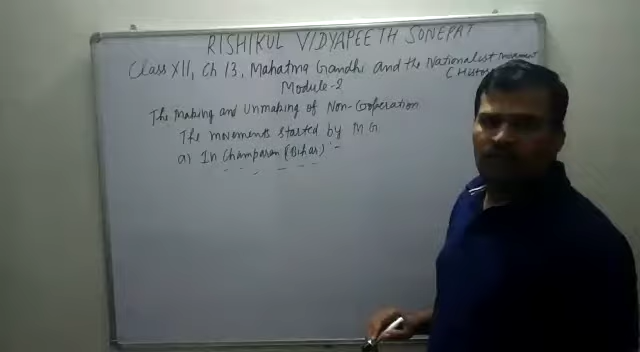 RISHIKUL VIDYAPEETH SONEPAT
Class XII, Ch 13, Mahatma Gandhi and the Nationalist Movement
(Histo
Module-2
The Making and Unmaking of Non-Cooperation
The movements started by M G
a) In Champaran (Bihar) :-